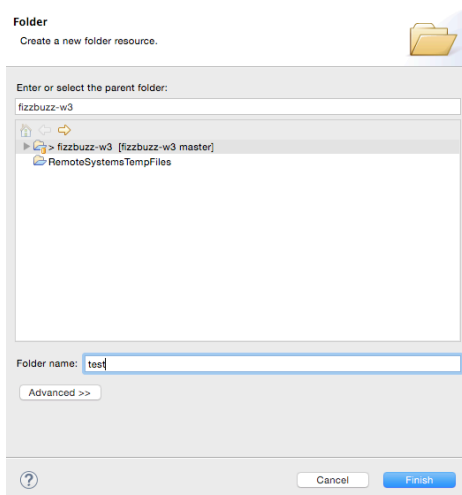 Folder
Create a new folder resource.
Enter or select the parent folder:
fizzbuzz-w3
> fizzbuzz-w3 [fizzbuzz-w3 master]
RemoteSystemsTempFiles
Folder name: test
Advanced >>
? Cancel Finish